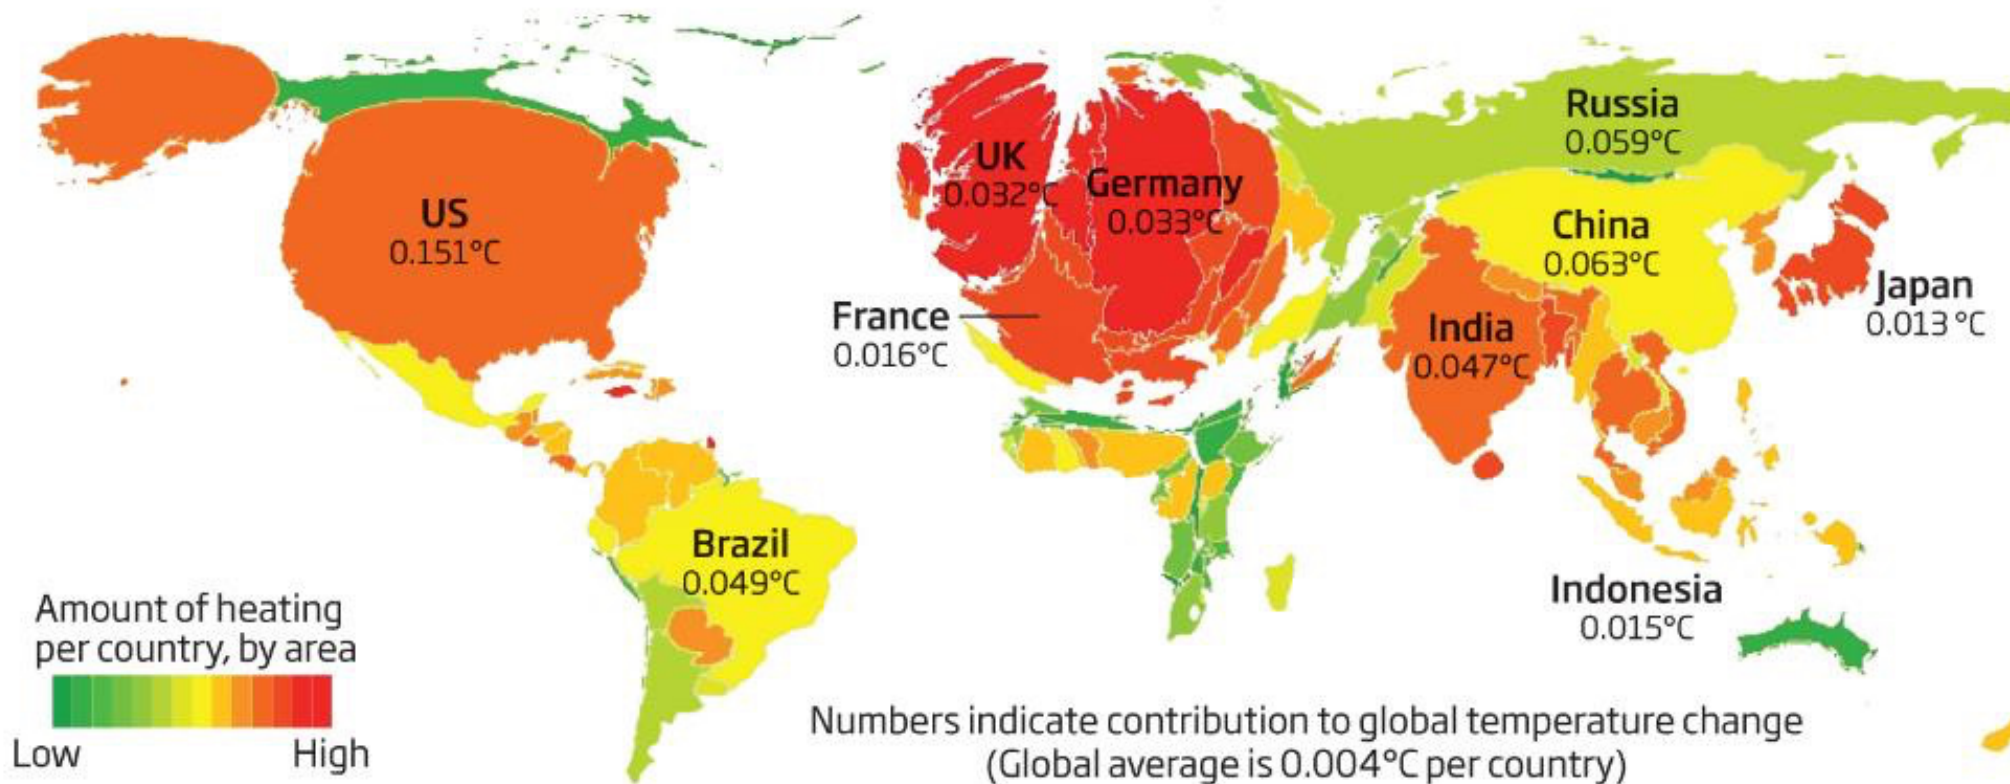 US
0.151°C
UK
0.032°C
Germany
0.033°C
Russia
0.059°C
China
0.063°C
Japan
0.013°C
France
0.016°C
India
0.047°C
Brazil
0.049°C
Indonesia
0.015°C
Amount of heating
per country, by area
Low High
Numbers indicate contribution to global temperature change
(Global average is 0.004°C per country)